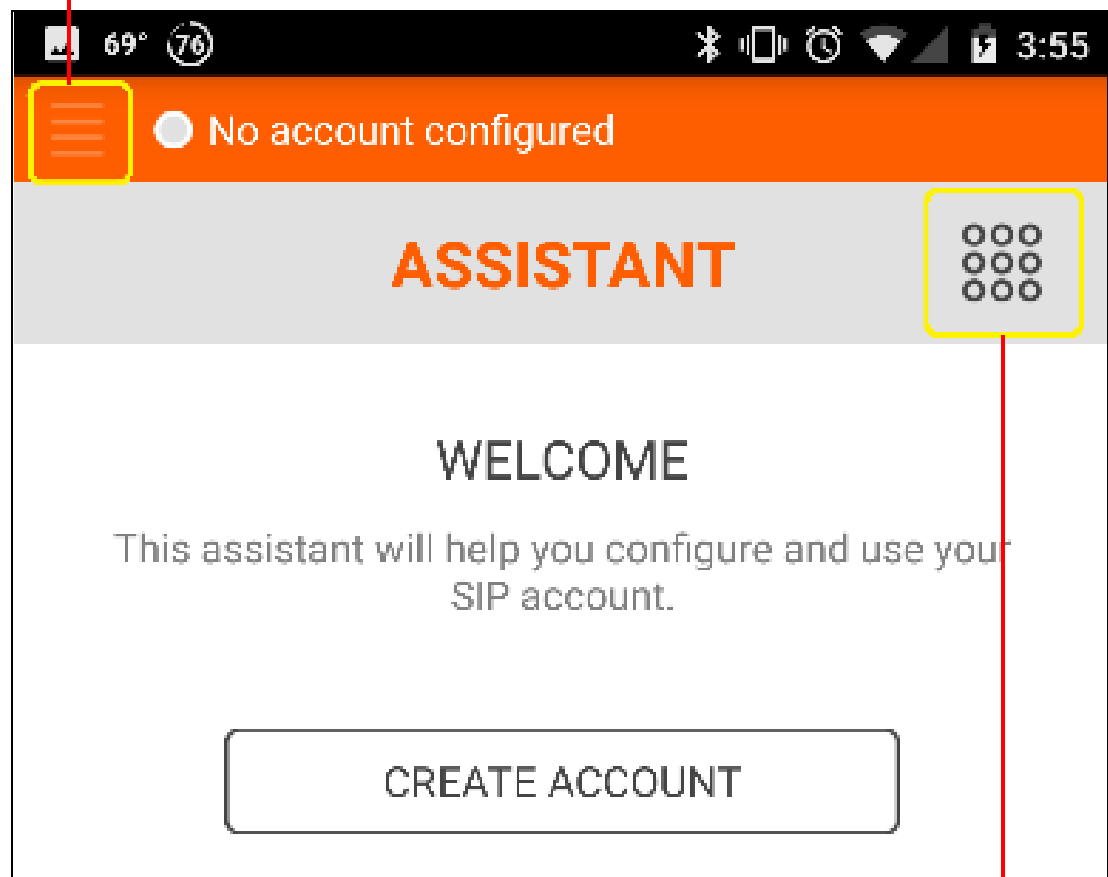 69° 76 3:55
No account configured
ASSISTANT
WELCOME
This assistant will help you configure and use your
SIP account.
CREATE ACCOUNT